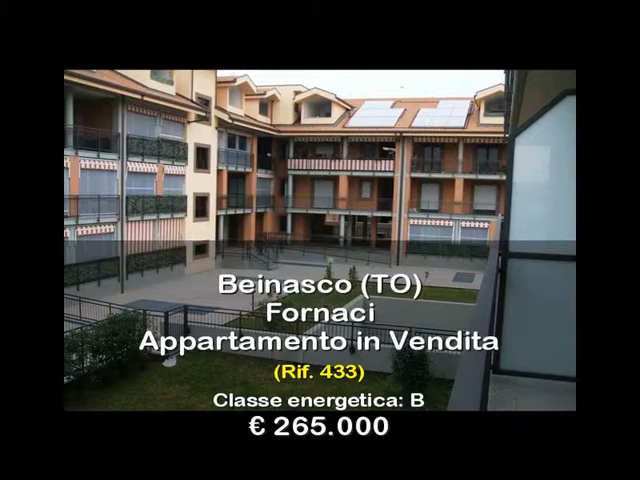 Beinasco (TO)
Fornaci
Appartamento in Vendita
(Rif. 433)
Classe energetica: B
€ 265.000